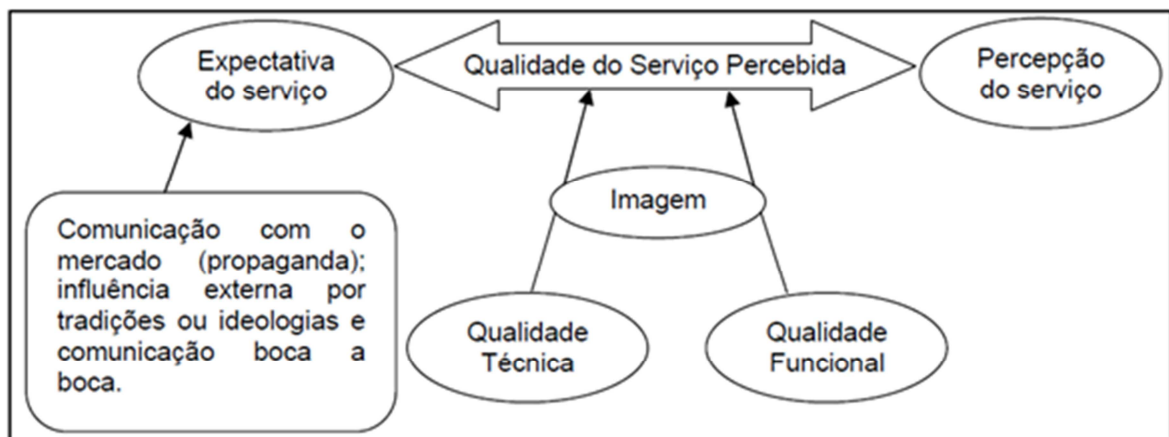 Expectativa
do serviço
Qualidade do Serviço Percebida
Percepção
do serviço
Imagem
Comunicação com o
mercado (propaganda);
influência externa por
tradições ou ideologias e
comunicação boca a
boca.
Qualidade
Técnica
Qualidade
Funcional